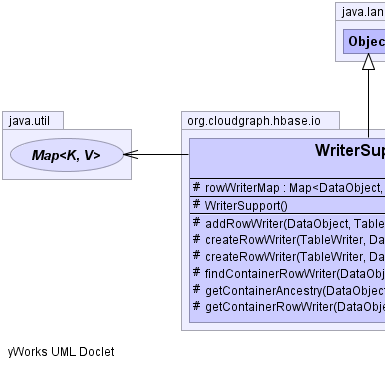 java.lan
Objec
java.util
Map<K, V>
org.cloudgraph.hbase.io
WriterSup
# rowWriterMap : Map<DataObject,
# WriterSupport()
# addRowWriter(DataObject, Table
# createRowWriter(TableWriter, Da
# createRowWriter(TableWriter, Da
# findContainerRowWriter(DataObje
# getContainerAncestry(DataObject
# getContainerRowWriter(DataObje
yWorks UML Doclet